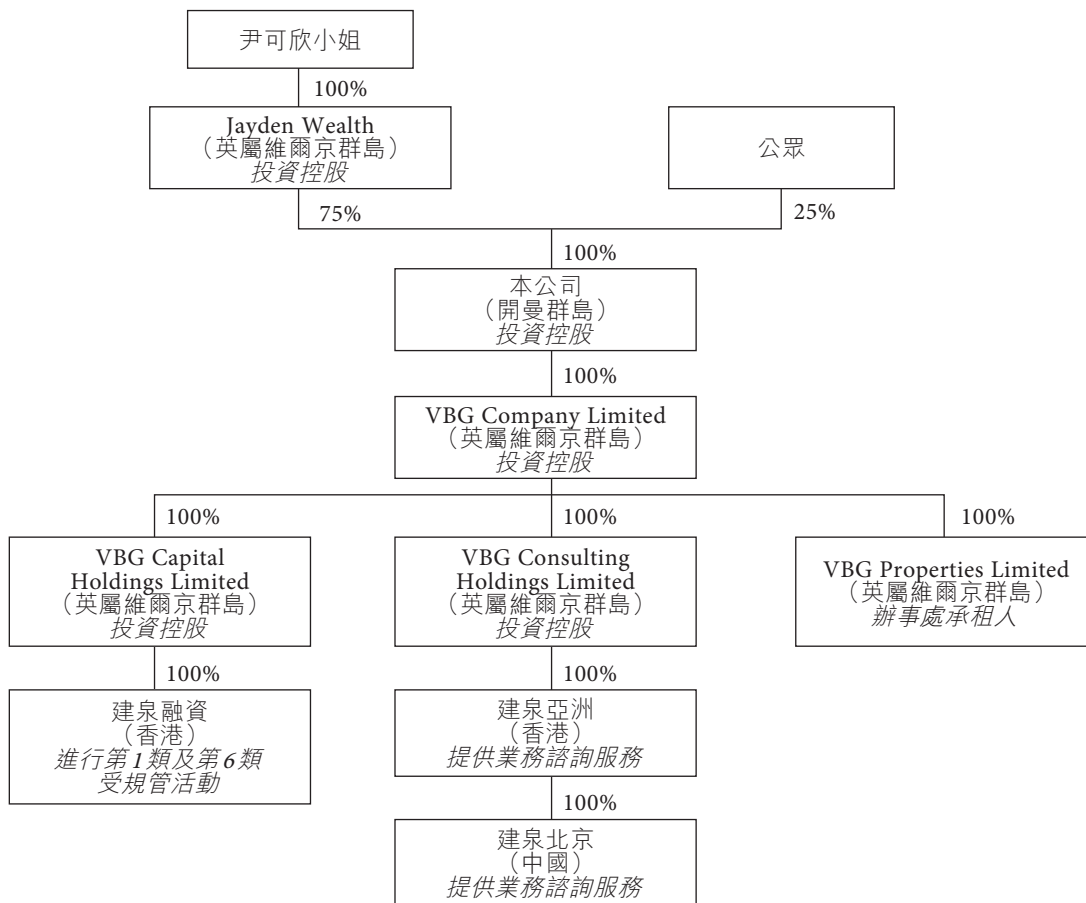 尹可欣小姐
100%
Jayden Wealth
（英屬維爾京群島）
投資控股
公眾
75%
25%
100%
本公司
（開曼群島）
投資控股
100%
VBG Company Limited
（英屬維爾京群島）
投資控股
100%
100%
100%
VBG Capital
Holdings Limited
（英屬維爾京群島）
投資控股
VBG Consulting
Holdings Limited
（英屬維爾京群島）
投資控股
VBG Properties Limited
（英屬維爾京群島）
辦事處承租人
100%
100%
建泉融資
（香港）
進行第1類及第6類
受規管活動
建泉亞洲
（香港）
提供業務諮詢服務
100%
建泉北京
（中國）
提供業務諮詢服務